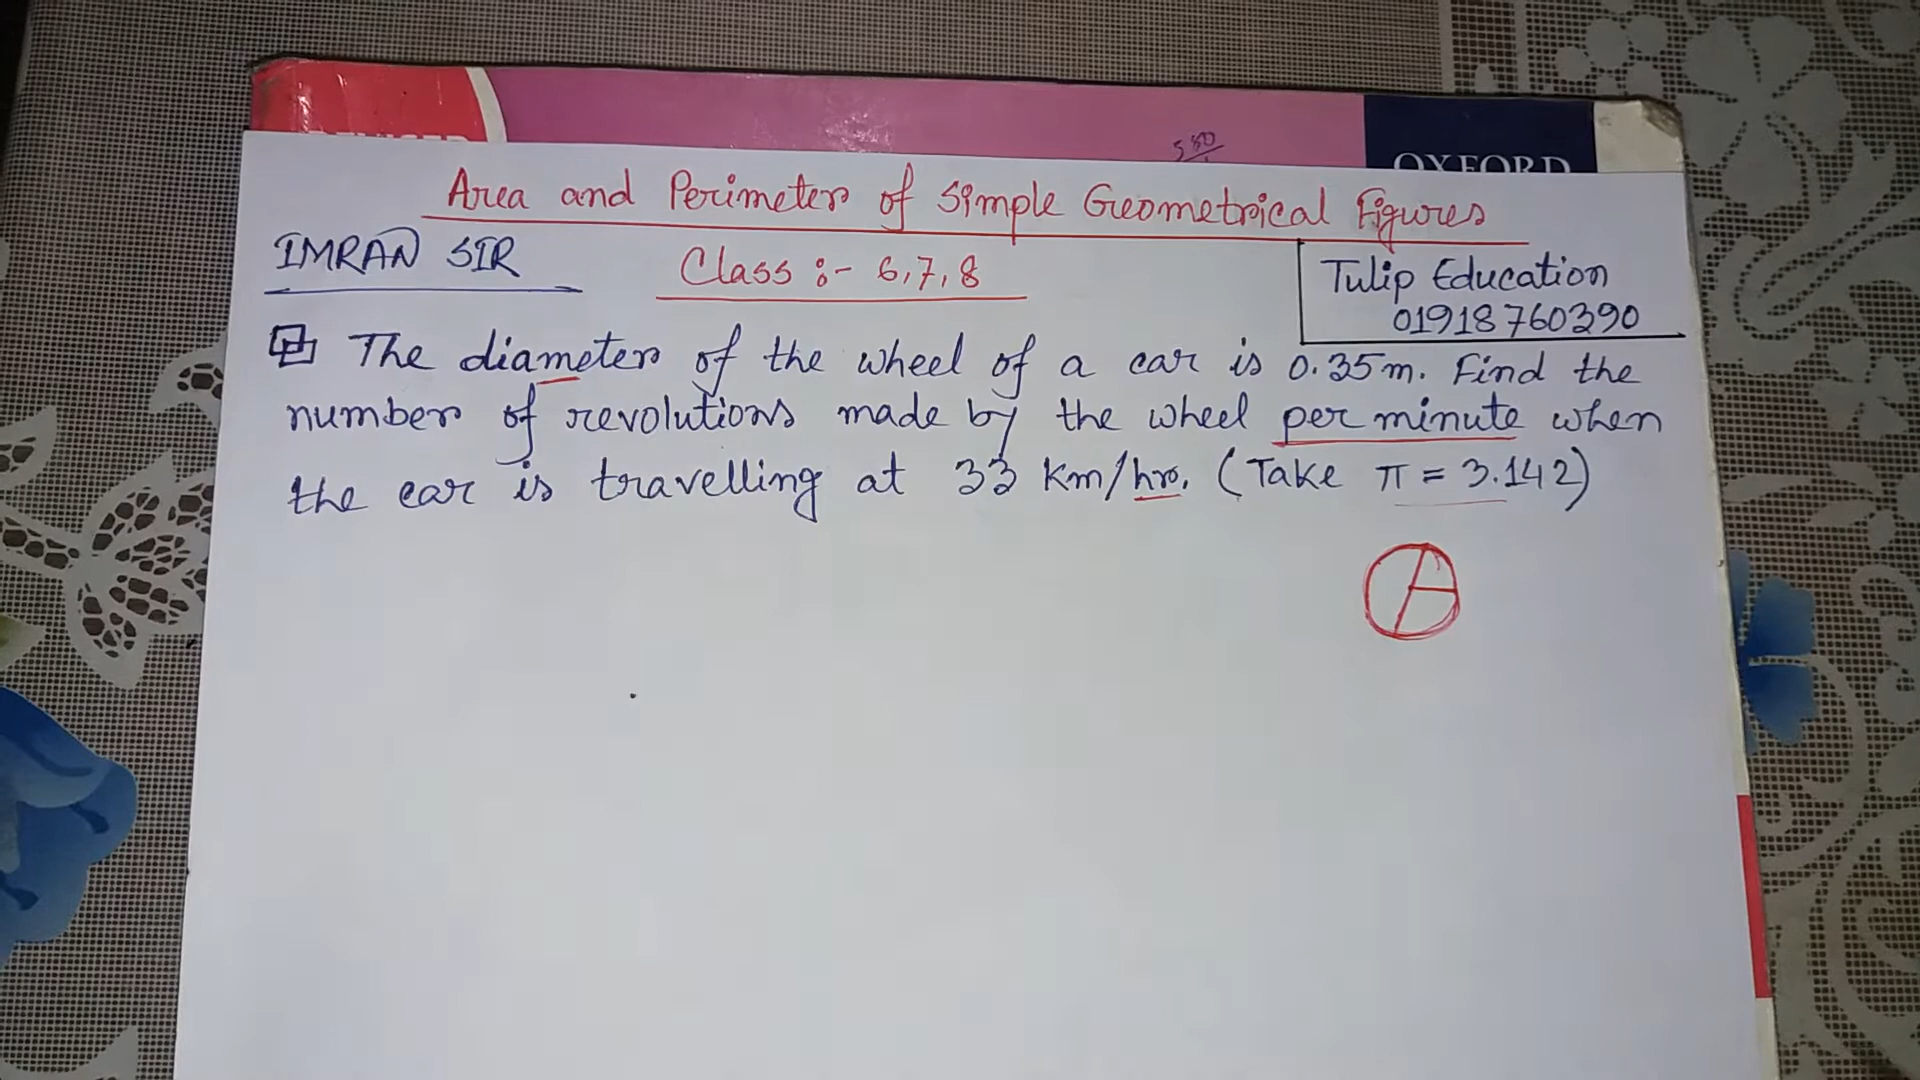 OXFORD
580
Area and Perimeter of Simple Geometrical Figures
IMRAN SIR
Class :- 6,7,8
Tulip Education
01918760390
The diameter of the wheel of a car is 0.35m. Find the
number of revolutions made by the wheel per minute when
the car is travelling at 33 km/hr. (Take π = 3.142)